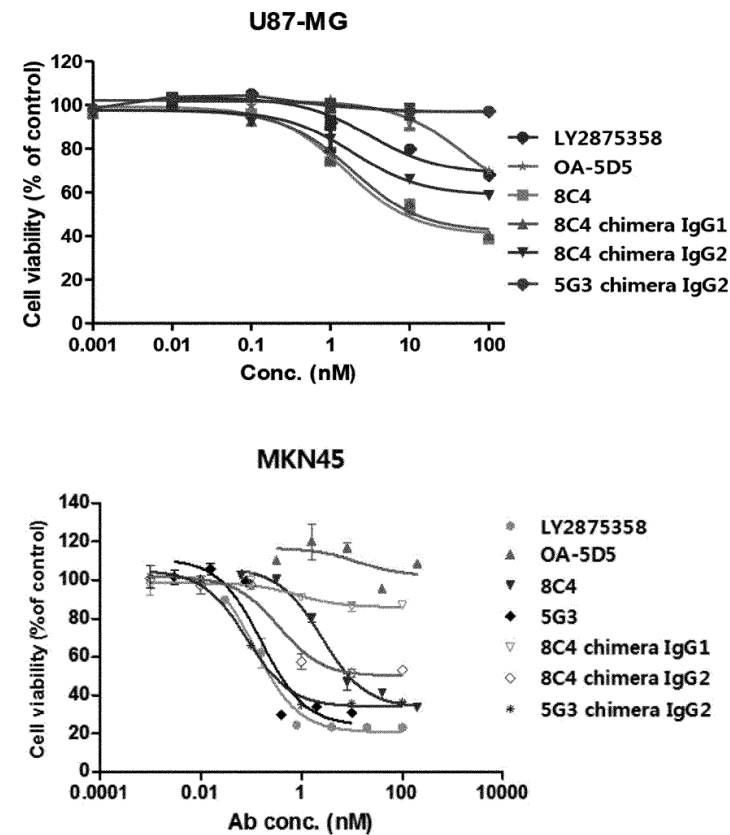 U87-MG
120
100
80
60
40
20
0
Cell viability (% of control)
0.001 0.01 0.1 1 10 100
Conc. (nM)
LY2875358
OA-5D5
8C4
8C4 chimera IgG1
8C4 chimera IgG2
5G3 chimera IgG2
MKN45
140
120
100
80
60
40
20
0
Cell viability (%of control)
0.0001 0.01 1 100 10000
Ab conc. (nM)
LY2875358
OA-5D5
8C4
5G3
8C4 chimera IgG1
8C4 chimera IgG2
5G3 chimera IgG2